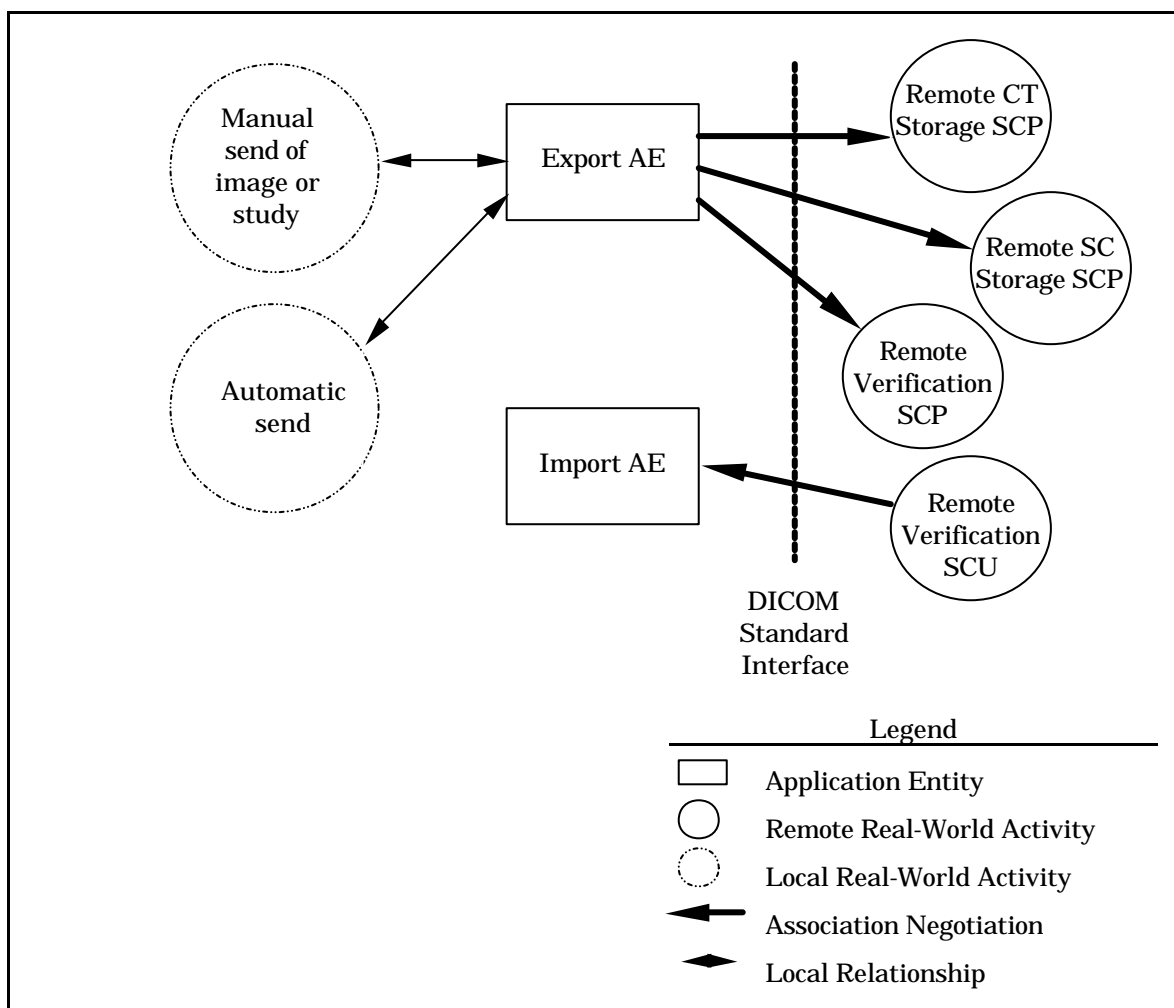 Manual
send of
image or
study
Export AE
Remote CT
Storage SCP
Remote SC
Storage SCP
Automatic
send
Remote
Verification
SCP
Import AE
Remote
Verification
SCU
DICOM
Standard
Interface
Legend
Application Entity
Remote Real-World Activity
Local Real-World Activity
Association Negotiation
Local Relationship